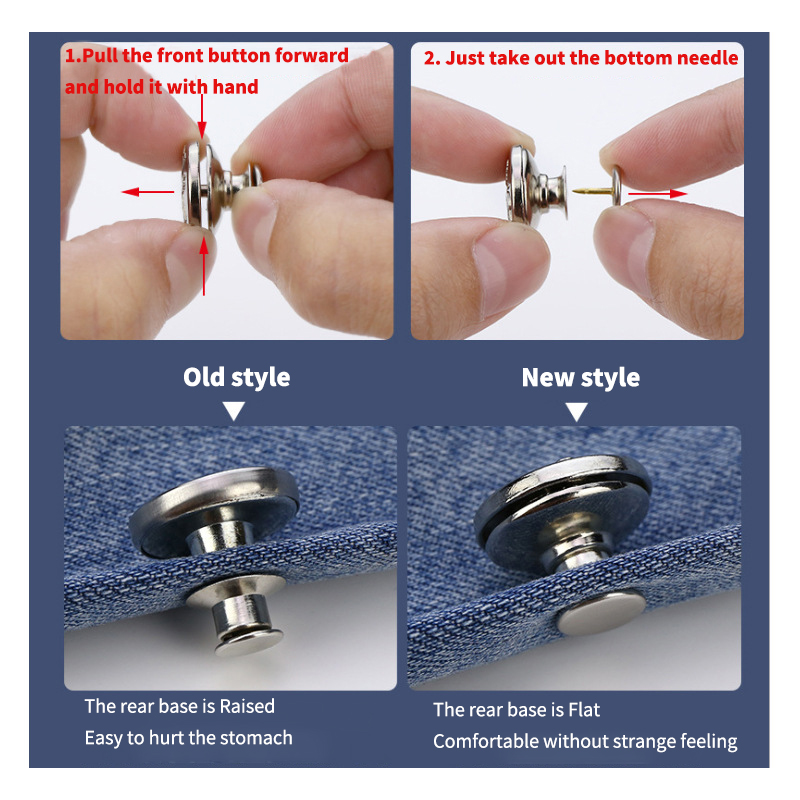 1.Pull the front button forward
and hold it with hand
2. Just take out the bottom needle
Old style
New style
The rear base is Raised
Easy to hurt the stomach
The rear base is Flat
Comfortable without strange feeling